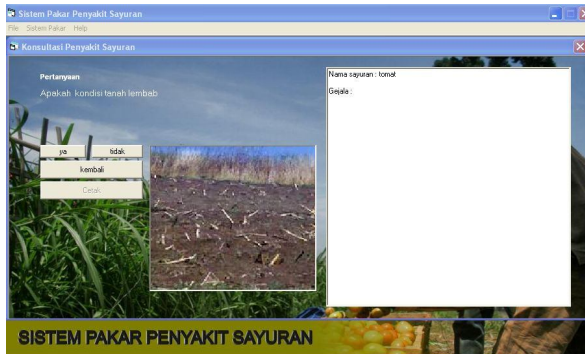 Sistem Pakar Penyakit Sayuran
File Sistem Pakar Help
Konsultasi Penyakit Sayuran
Pertanyaan
Apakah kondisi tanah lembab
ya tidak
kembali
Cetak
Nama sayuran : tomat
Gejala :
SISTEM PAKAR PENYAKIT SAYURAN